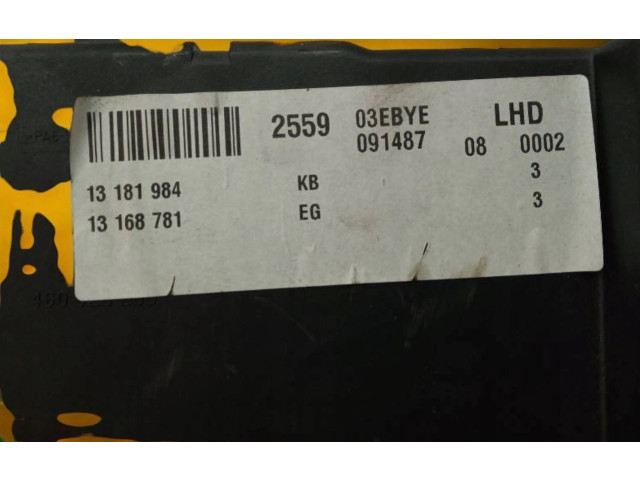 2559 03EBYE LHD
091487 08 0002
13 181 984 KB 3
13 168 781 EG 3